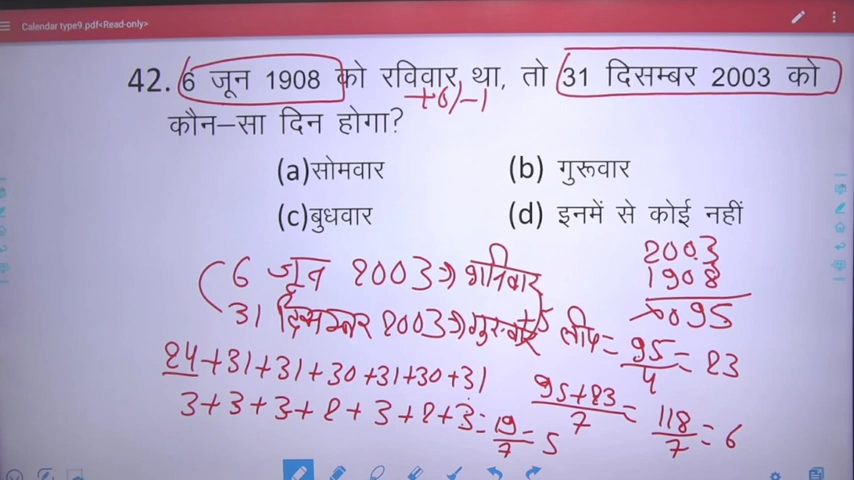 Calendar type9.pdf<Read-only>
42. 6 जून 1908 को रविवार था, तो 31 दिसम्बर 2003 को
+6/-1
कौन–सा दिन होगा?
(a)सोमवार (b) गुरूवार
(c)बुधवार (d) इनमें से कोई नहीं
6 जून 2003 ⇒ शनिवार
31 दिसम्बर 2003 ⇒ गुरुवार +5
24+31+31+30+31+30+31
3+3+3+2+3+2+3 = 19/7 = 5
2003
1908
0095
लीप = 95/4 = 23
95+23/7 = 118/7 = 6